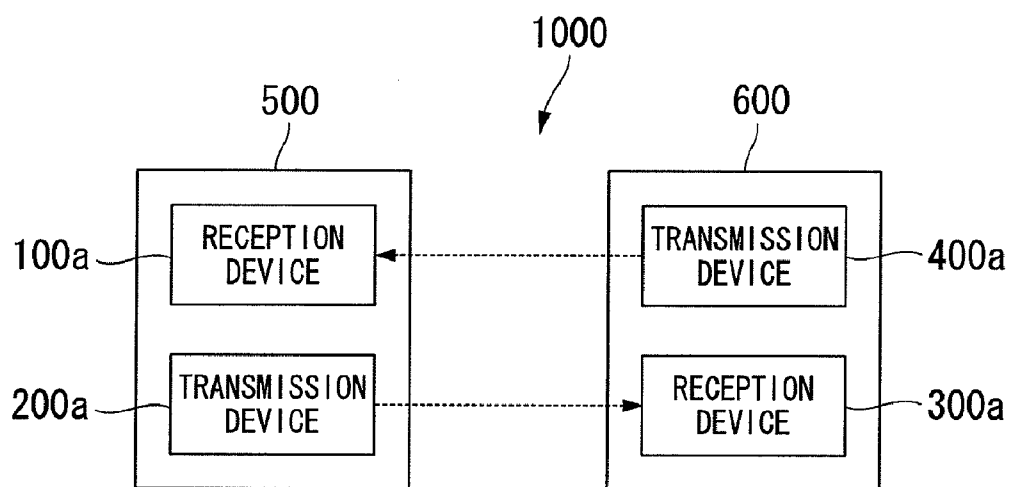 1000
500
600
RECEPTION
DEVICE
100a
TRANSMISSION
DEVICE
400a
TRANSMISSION
DEVICE
200a
RECEPTION
DEVICE
300a